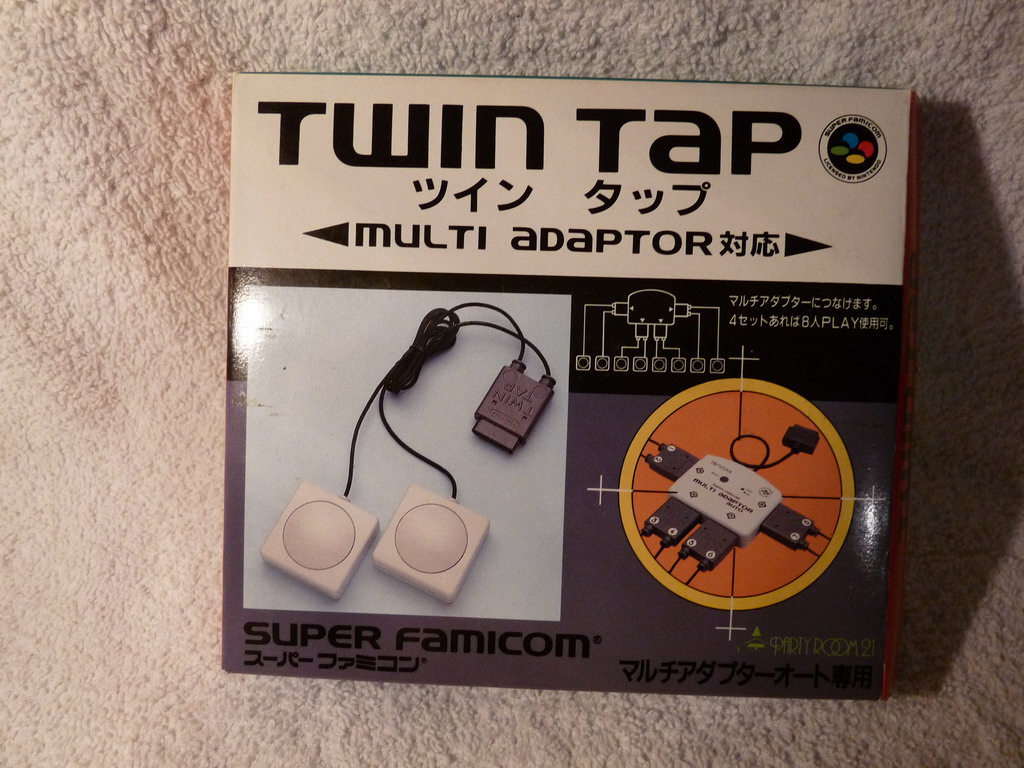 TWIN TAP
SUPER FAMICOM
LICENSED BY NINTENDO
ツイン タップ
MULTI ADAPTOR対応
マルチアダプターにつなげます。
4セットあれば8人PLAY使用可。
TWIN
TAP
MULTI ADAPTOR
AUTO
SUPER FAMICOM®
スーパーファミコン®
PARTY ROOM 21
マルチアダプターオート専用